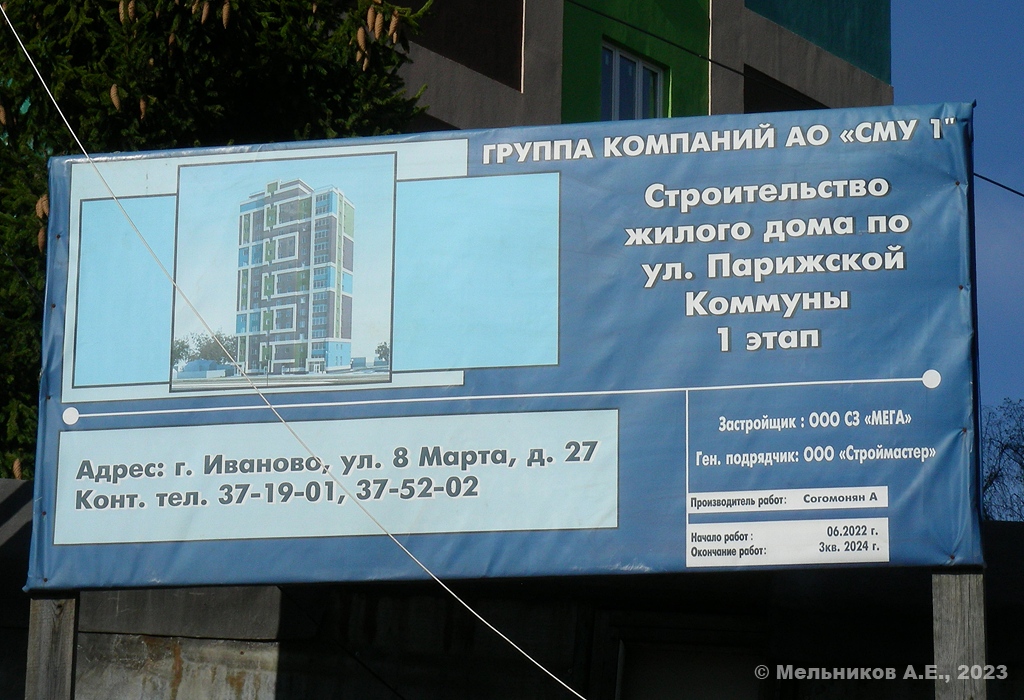 ГРУППА КОМПАНИЙ АО «СМУ 1"
Строительство
жилого дома по
ул. Парижской
Коммуны
1 этап
Застройщик : ООО СЗ «МЕГА»
Ген. подрядчик: ООО «Строймастер»
Производитель работ: Согомонян А
Начало работ : 06.2022 г.
Окончание работ: 3кв. 2024 г.
Адрес: г. Иваново, ул. 8 Марта, д. 27
Конт. тел. 37-19-01, 37-52-02
© Мельников А.Е., 2023